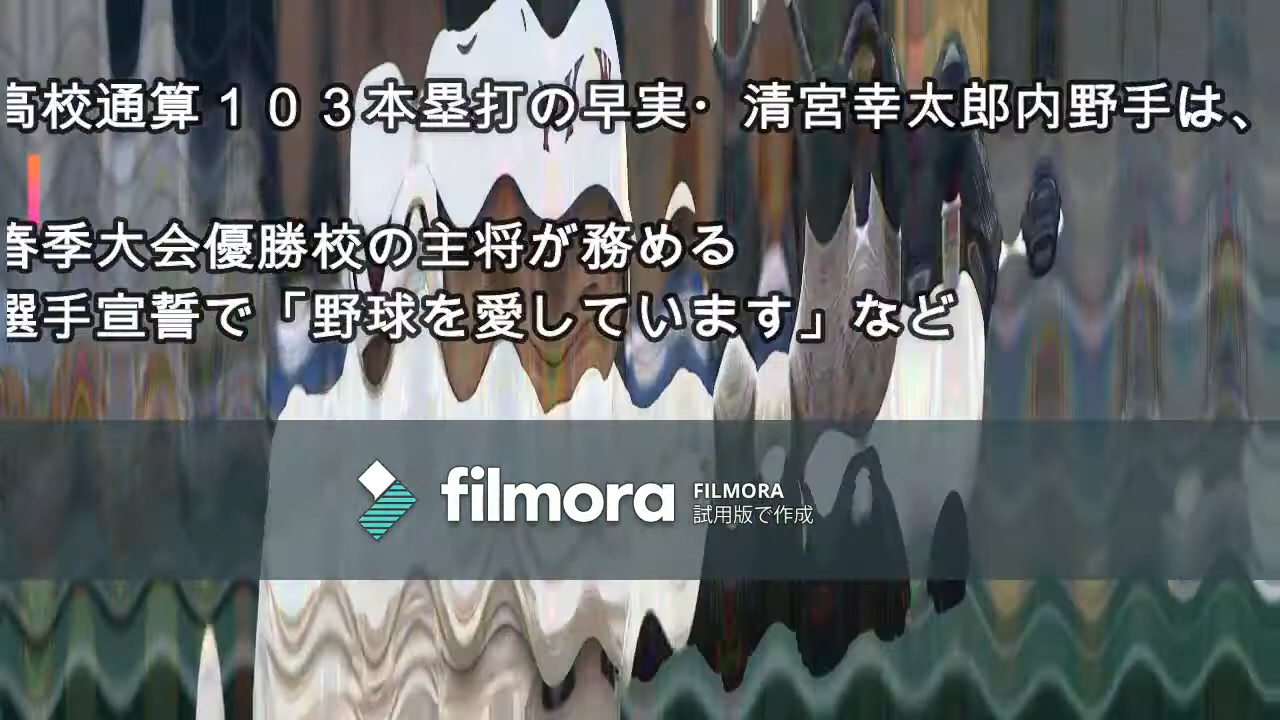 高校通算１０３本塁打の早実・清宮幸太郎内野手は、
春季大会優勝校の主将が務める
選手宣誓で「野球を愛しています」など
filmora
FILMORA
試用版で作成